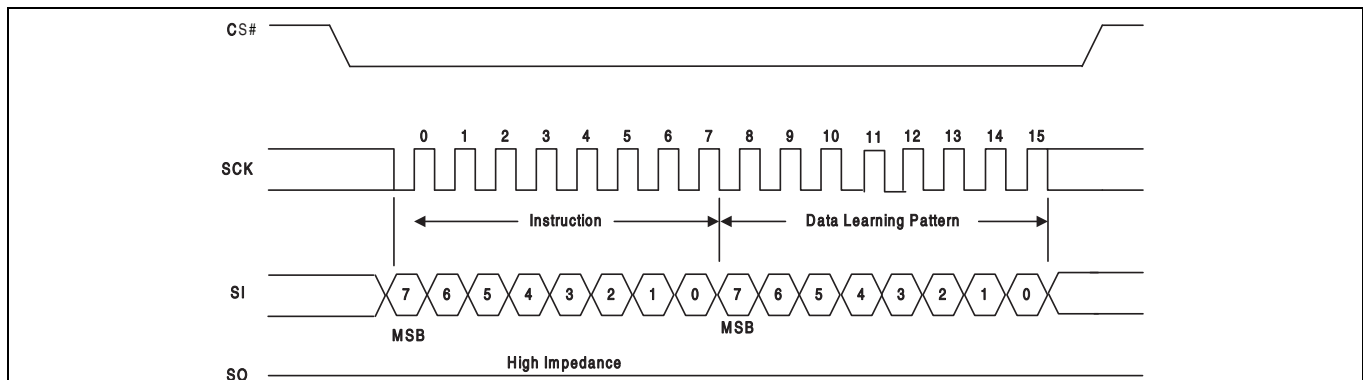 CS#
0 1 2 3 4 5 6 7 8 9 10 11 12 13 14 15
SCK
Instruction Data Learning Pattern
SI 7 6 5 4 3 2 1 0 7 6 5 4 3 2 1 0
MSB MSB
High Impedance
SO